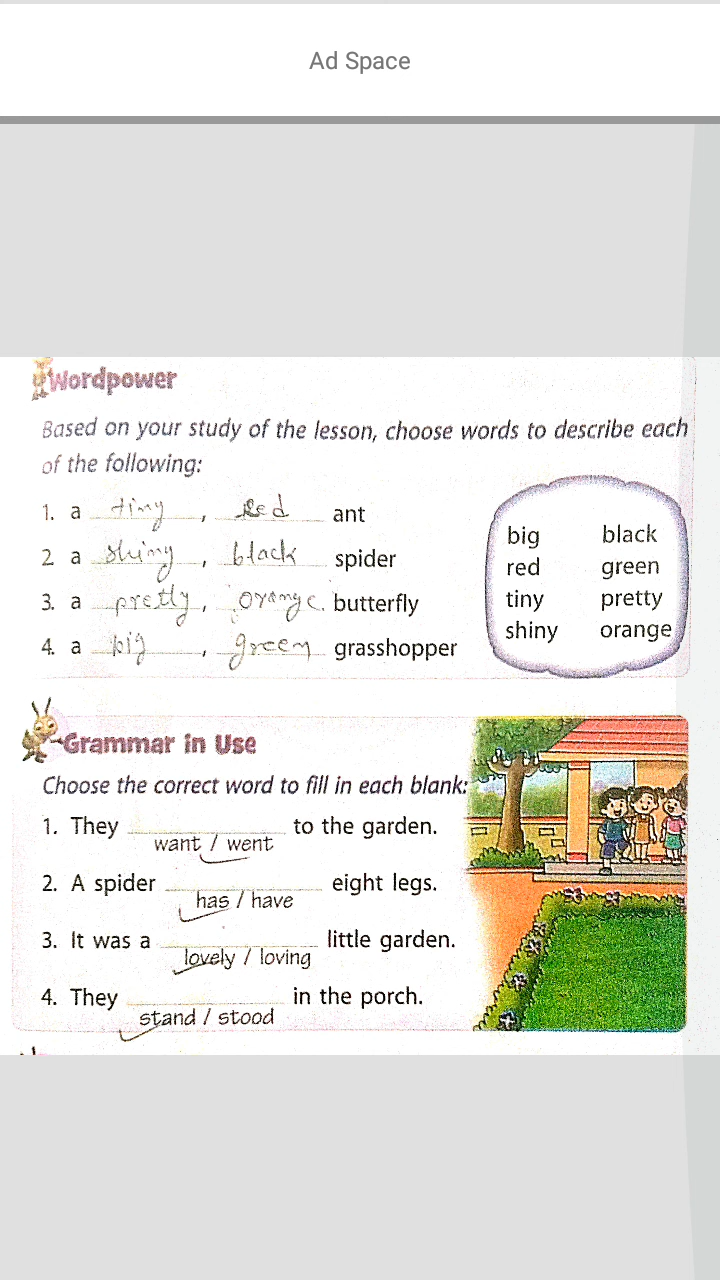 Ad Space
Wordpower
Based on your study of the lesson, choose words to describe each
of the following:
1. a tiny, Red ant
2 a shiny, black spider
3. a pretty, orange. butterfly
4. a big, green grasshopper
big black
red green
tiny pretty
shiny orange
Grammar in Use
Choose the correct word to fill in each blank:
1. They ____ to the garden.
want / went
2. A spider ____ eight legs.
has / have
3. It was a ____ little garden.
lovely / loving
4. They ____ in the porch.
stand / stood